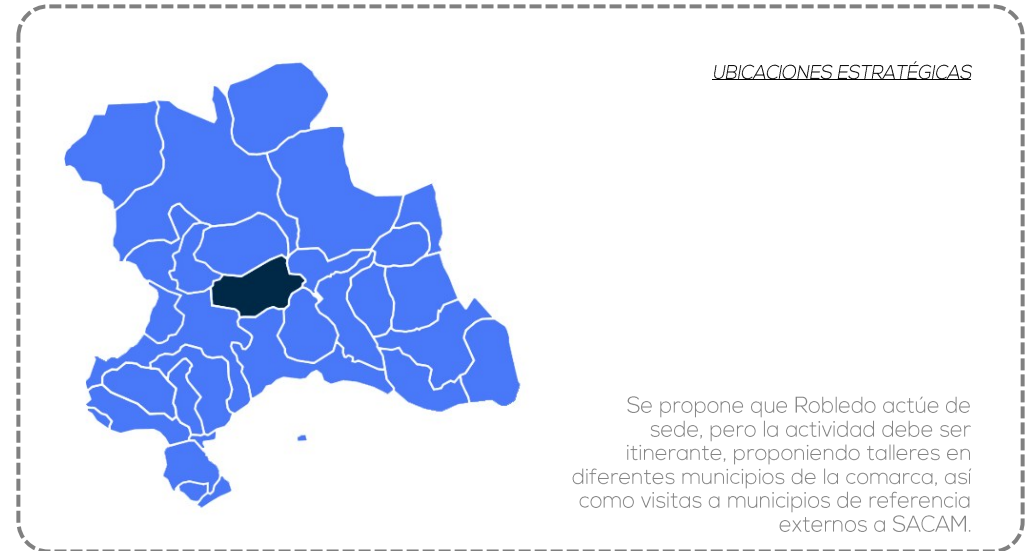 UBICACIONES ESTRATÉGICAS
Se propone que Robledo actúe de
sede, pero la actividad debe ser
itinerante, proponiendo talleres en
diferentes municipios de la comarca, así
como visitas a municipios de referencia
externos a SACAM.